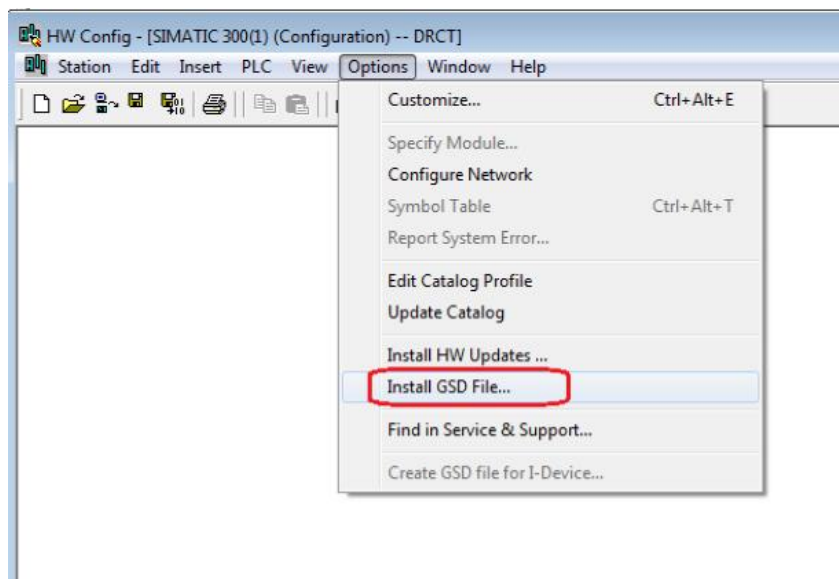 HW Config - [SIMATIC 300(1) (Configuration) -- DRCT]
Station Edit Insert PLC View Options Window Help
Customize... Ctrl+Alt+E
Specify Module...
Configure Network
Symbol Table Ctrl+Alt+T
Report System Error...
Edit Catalog Profile
Update Catalog
Install HW Updates ...
Install GSD File...
Find in Service & Support...
Create GSD file for I-Device...